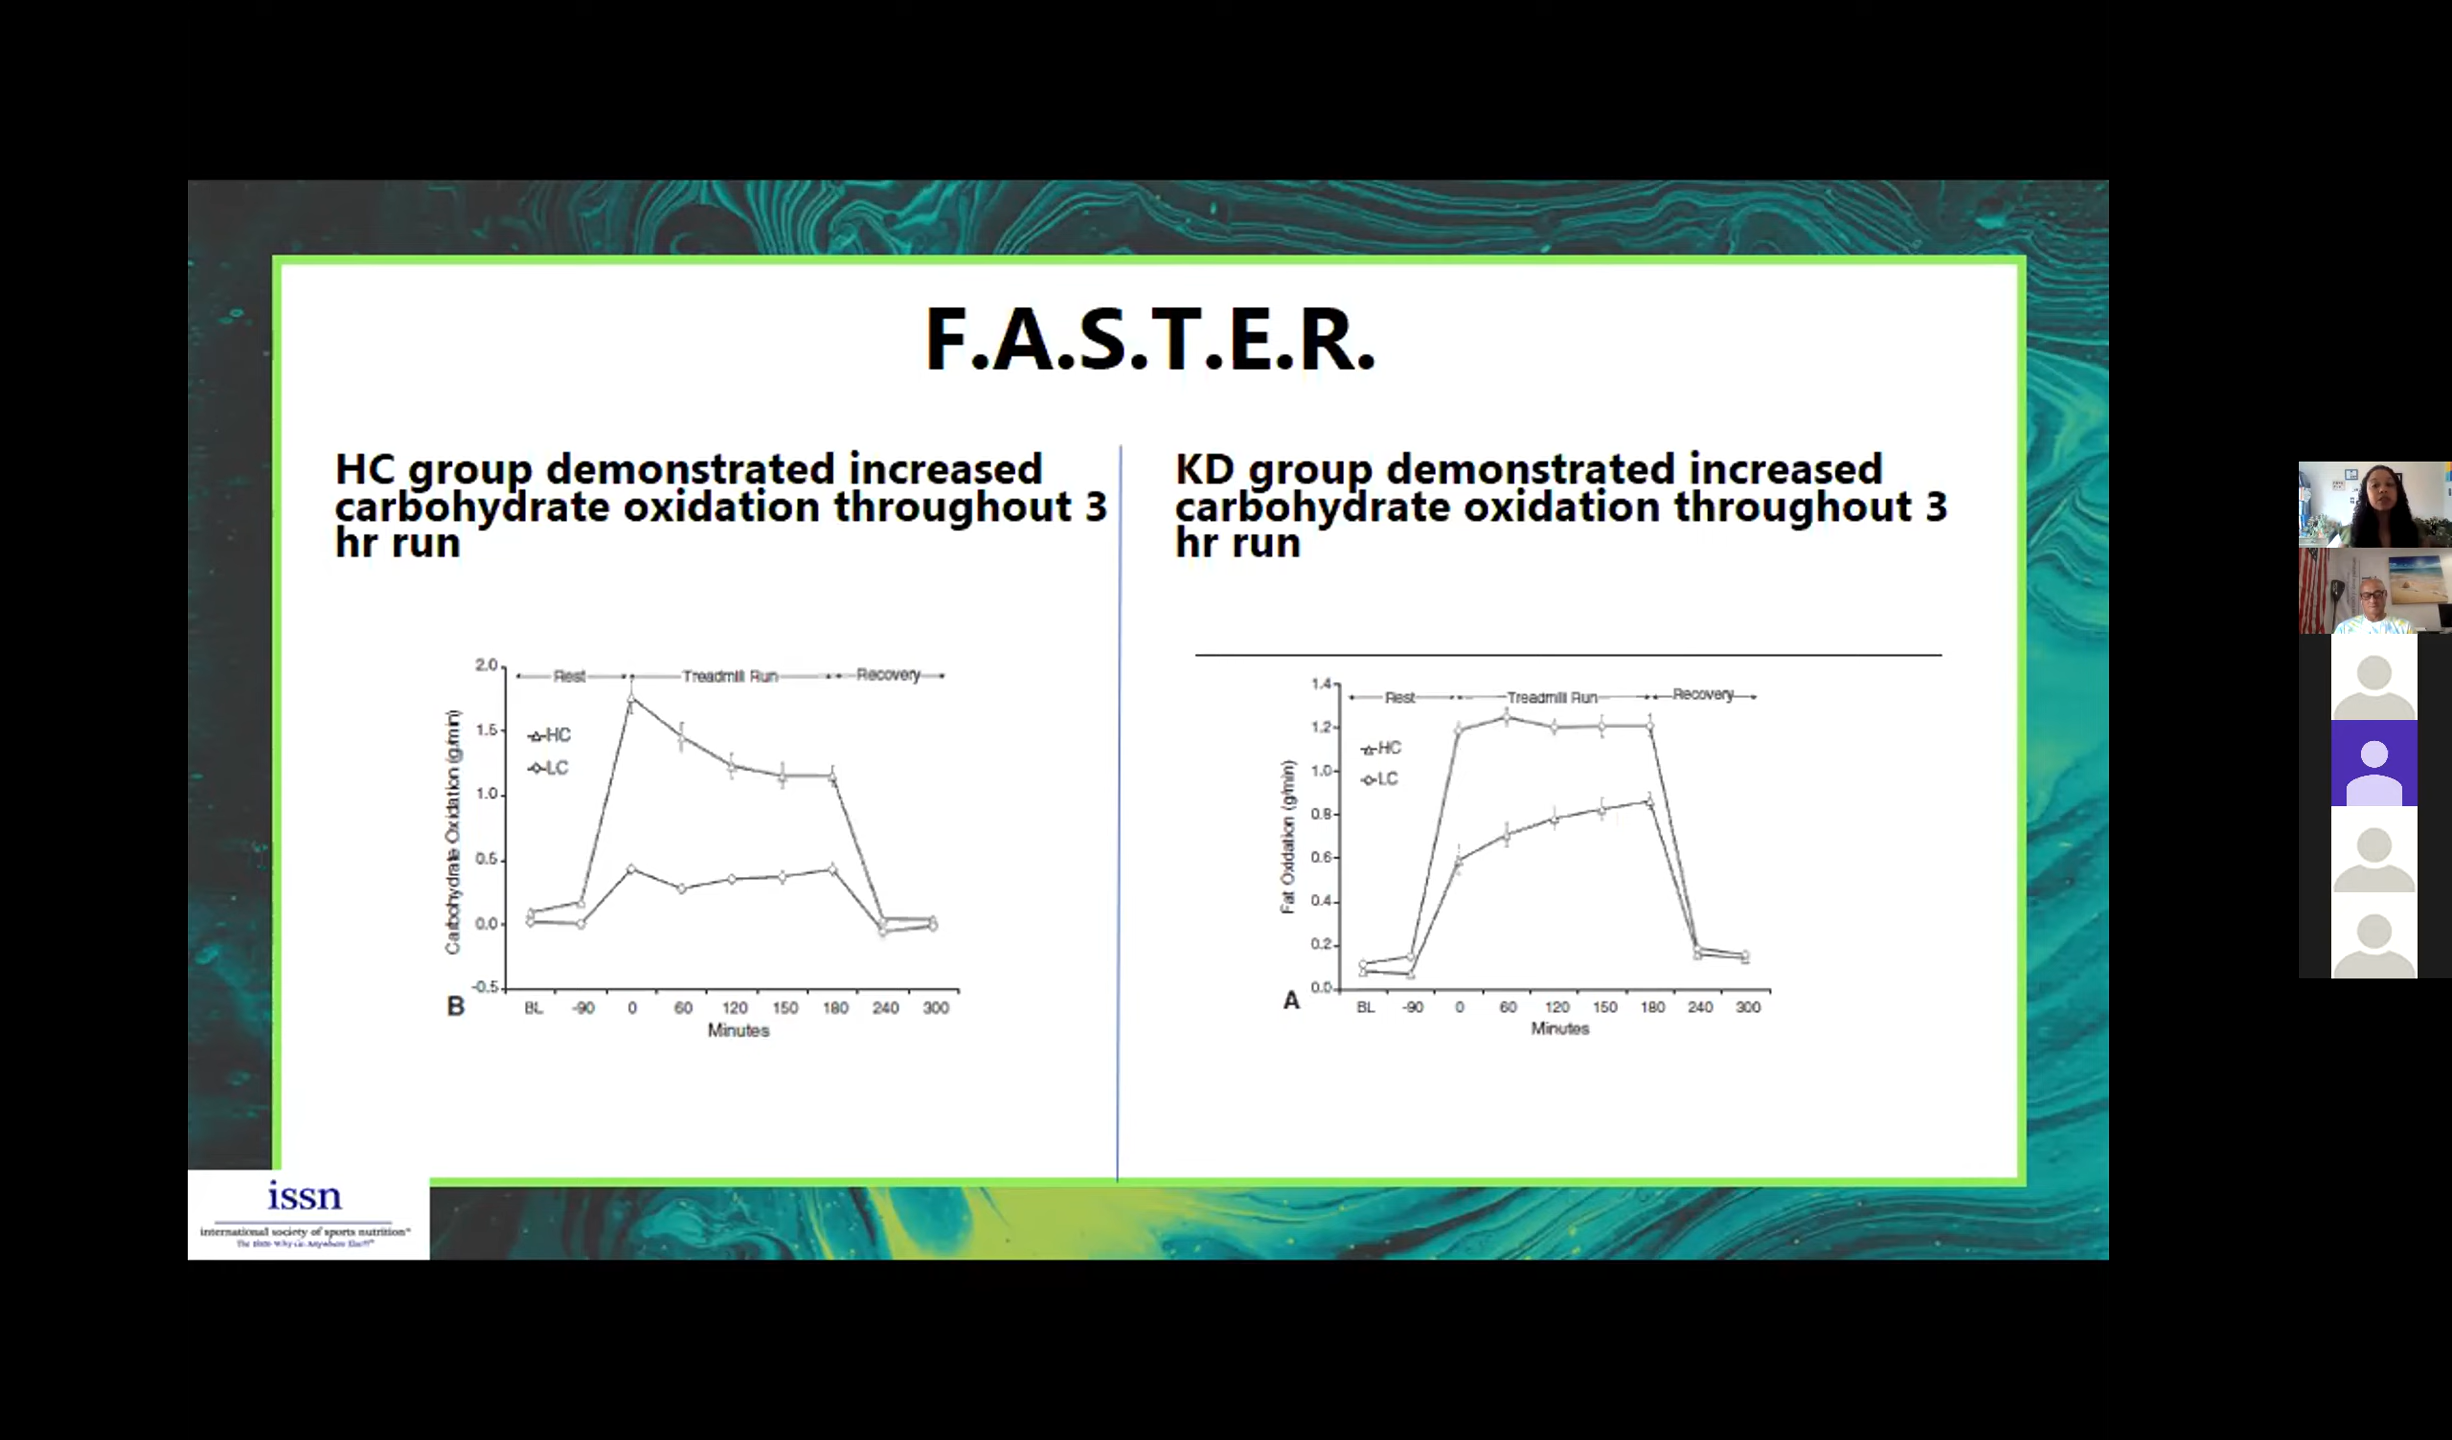 F.A.S.T.E.R.
HC group demonstrated increased
carbohydrate oxidation throughout 3
hr run
KD group demonstrated increased
carbohydrate oxidation throughout 3
hr run
Rest Treadmill Run Recovery
HC
LC
Carbohydrate Oxidation (g/min)
2.0
1.5
1.0
0.5
0.0
-0.5
BL -90 0 60 120 150 180 240 300
Minutes
B
Rest Treadmill Run Recovery
HC
LC
Fat Oxidation (g/min)
1.4
1.2
1.0
0.8
0.6
0.4
0.2
0.0
BL -90 0 60 120 150 180 240 300
Minutes
A
issn
international society of sports nutrition